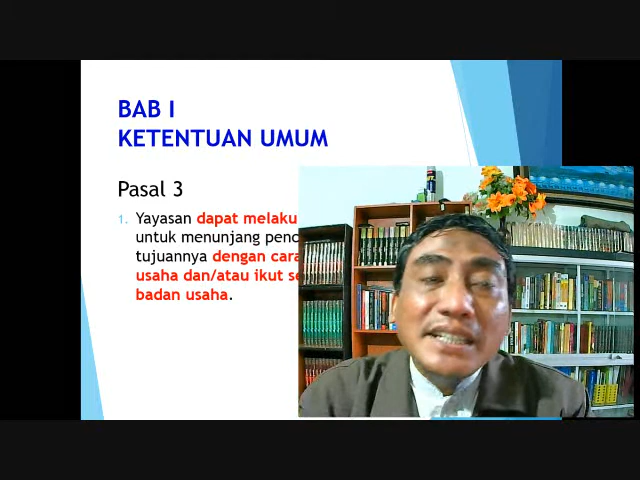 BAB I
KETENTUAN UMUM
Pasal 3
1. Yayasan dapat melaku
untuk menunjang penc
tujuannya dengan cara
usaha dan/atau ikut se
badan usaha.